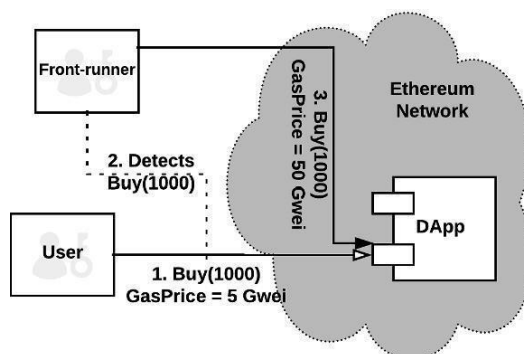 Front-runner
Ethereum
Network
3. Buy(1000)
GasPrice = 50 Gwei
2. Detects
Buy(1000)
User
DApp
1. Buy(1000)
GasPrice = 5 Gwei